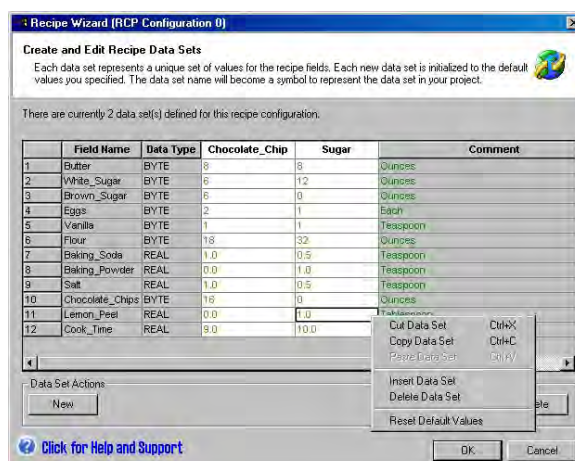 Recipe Wizard (RCP Configuration 0)
Create and Edit Recipe Data Sets
Each data set represents a unique set of values for the recipe fields. Each new data set is initialized to the default
values you specified. The data set name will become a symbol to represent the data set in your project.
There are currently 2 data set(s) defined for this recipe configuration.
Field Name Data Type Chocolate_Chip Sugar Comment
1 Butter BYTE 8 8 Ounces
2 White_Sugar BYTE 6 12 Ounces
3 Brown_Sugar BYTE 6 0 Ounces
4 Eggs BYTE 2 1 Each
5 Vanilla BYTE 1 1 Teaspoon
6 Flour BYTE 18 32 Ounces
7 Baking_Soda REAL 1.0 0.5 Teaspoon
8 Baking_Powder REAL 0.0 1.0 Teaspoon
9 Salt REAL 1.0 0.5 Teaspoon
10 Chocolate_Chips BYTE 16 0 Ounces
11 Lemon_Peel REAL 0.0 1.0 Tablespoon
12 Cook_Time REAL 9.0 10.0
Cut Data Set Ctrl+X
Copy Data Set Ctrl+C
Paste Data Set Ctrl+V
Insert Data Set
Delete Data Set
Reset Default Values
Data Set Actions
New
ete
Click for Help and Support
OK Cancel